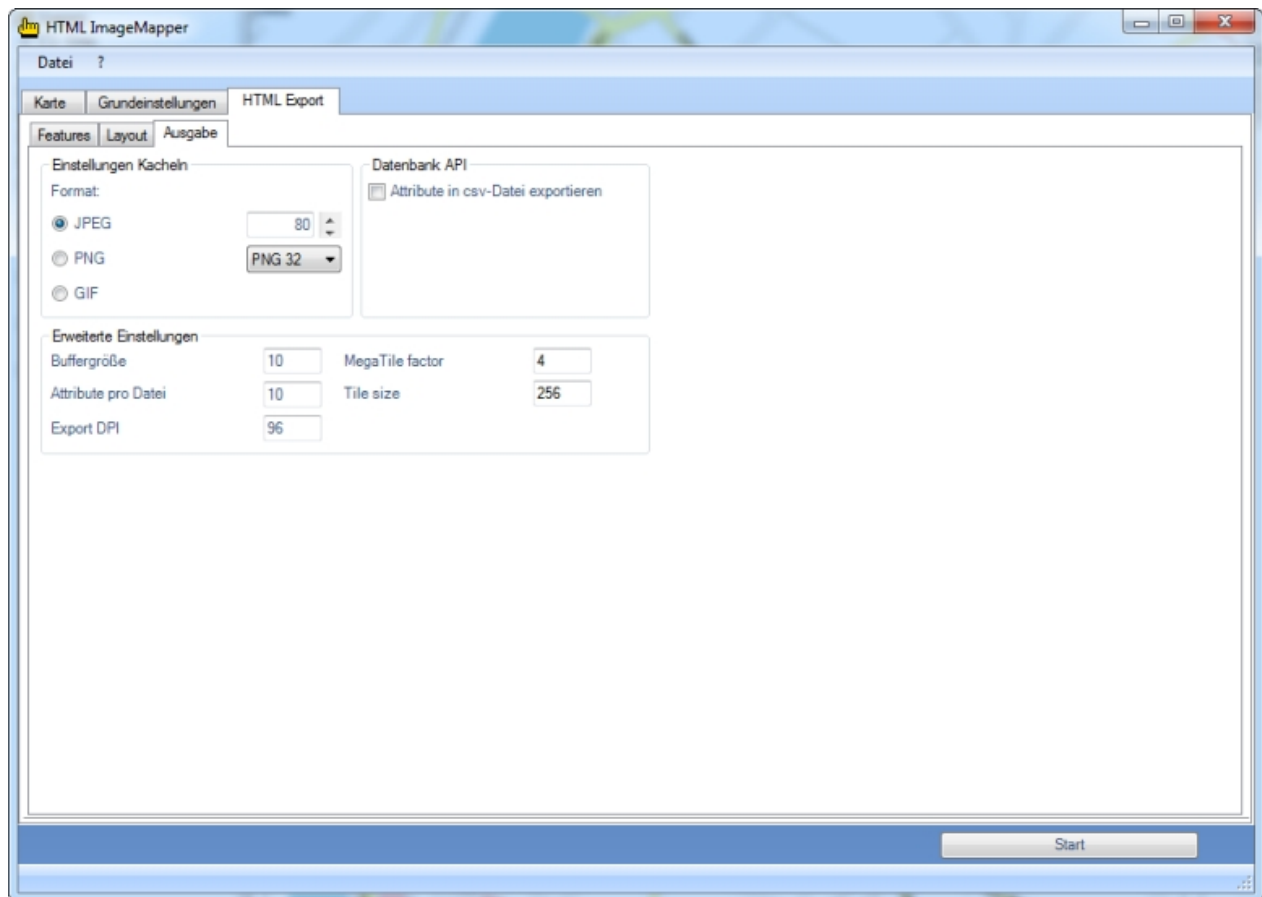 HTML ImageMapper
Datei ?
Karte Grundeinstellungen HTML Export
Features Layout Ausgabe
Einstellungen Kacheln
Format:
JPEG 80
PNG PNG 32
GIF
Datenbank API
Attribute in csv-Datei exportieren
Erweiterte Einstellungen
Buffergröße 10 MegaTile factor 4
Attribute pro Datei 10 Tile size 256
Export DPI 96
Start